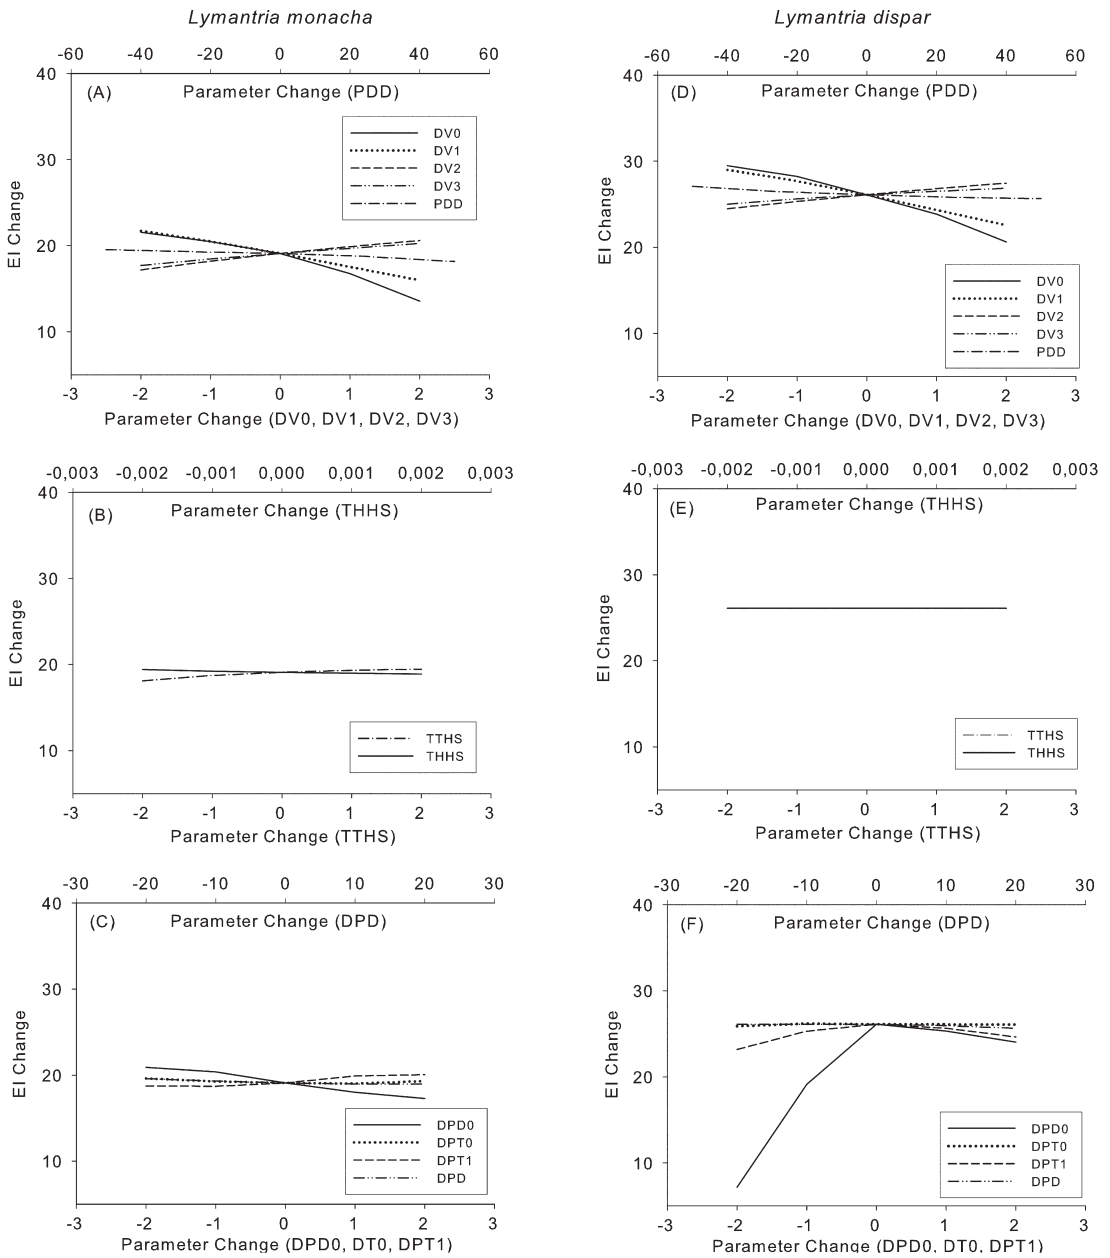 Lymantria monacha
-60 -40 -20 0 20 40 60
Parameter Change (PDD)
(A)
40
30
20
10
EI Change
DV0
DV1
DV2
DV3
PDD
-3 -2 -1 0 1 2 3
Parameter Change (DV0, DV1, DV2, DV3)
Lymantria dispar
-60 -40 -20 0 20 40 60
Parameter Change (PDD)
(D)
40
30
20
10
EI Change
DV0
DV1
DV2
DV3
PDD
-3 -2 -1 0 1 2 3
Parameter Change (DV0, DV1, DV2, DV3)
-0,003 -0,002 -0,001 0,000 0,001 0,002 0,003
Parameter Change (THHS)
(B)
40
30
20
10
EI Change
TTHS
THHS
-3 -2 -1 0 1 2 3
Parameter Change (TTHS)
-0,003 -0,002 -0,001 0,000 0,001 0,002 0,003
Parameter Change (THHS)
(E)
40
30
20
10
EI Change
TTHS
THHS
-3 -2 -1 0 1 2 3
Parameter Change (TTHS)
-30 -20 -10 0 10 20 30
Parameter Change (DPD)
(C)
40
30
20
10
EI Change
DPD0
DPT0
DPT1
DPD
-3 -2 -1 0 1 2 3
Parameter Change (DPD0, DT0, DPT1)
-30 -20 -10 0 10 20 30
Parameter Change (DPD)
(F)
40
30
20
10
EI Change
DPD0
DPT0
DPT1
DPD
-3 -2 -1 0 1 2 3
Parameter Change (DPD0, DT0, DPT1)